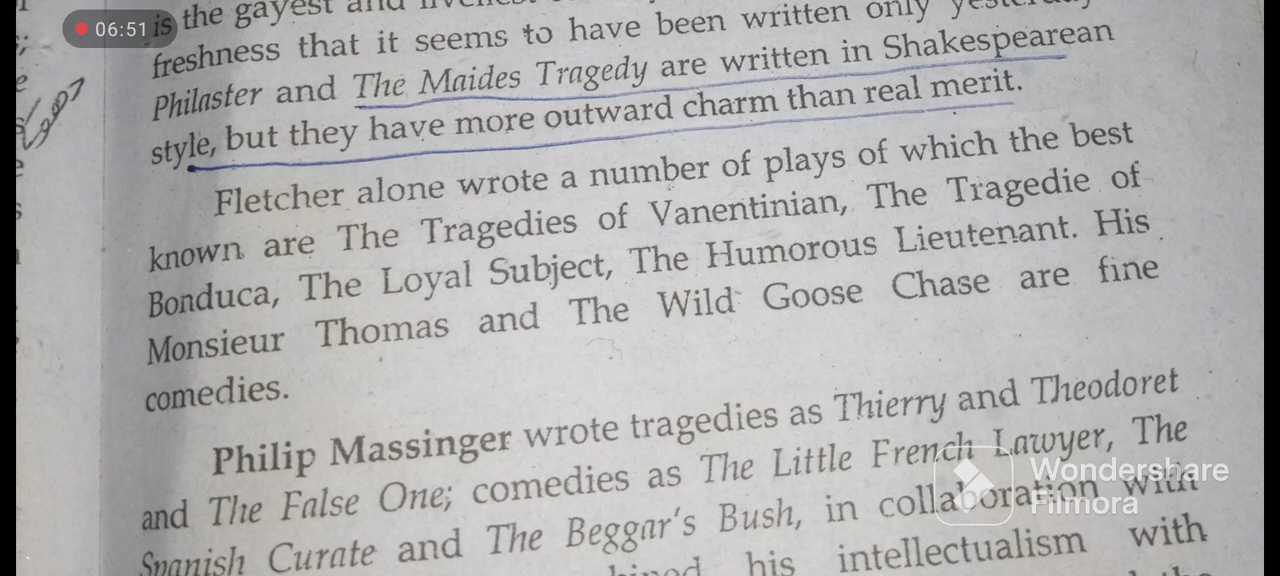 06:51
is the gayest and
freshness that it seems to have been written only
Philaster and The Maides Tragedy are written in Shakespearean
style, but they have more outward charm than real merit.
Fletcher alone wrote a number of plays of which the best
known are The Tragedies of Vanentinian, The Tragedie of
Bonduca, The Loyal Subject, The Humorous Lieutenant. His
Monsieur Thomas and The Wild Goose Chase are fine
comedies.
Philip Massinger wrote tragedies as Thierry and Theodoret
and The False One; comedies as The Little French Lawyer, The
Spanish Curate and The Beggar's Bush, in collaboration with
his intellectualism with
Wondershare
Filmora